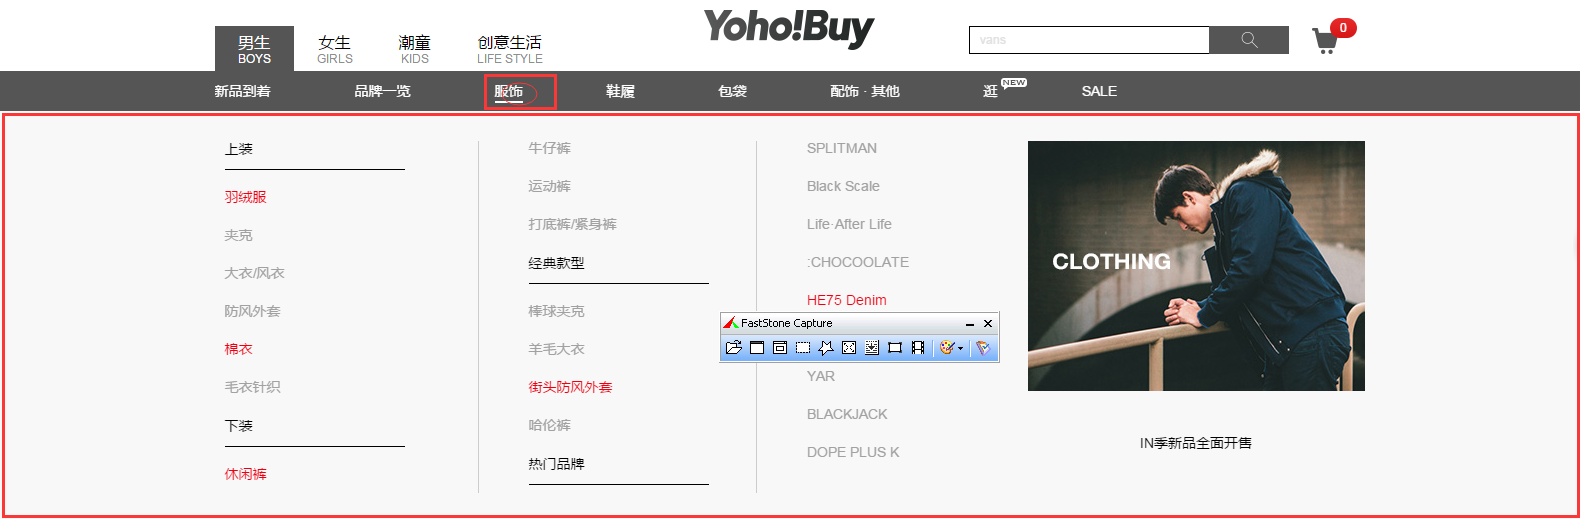 Yoho!Buy
男生
BOYS
女生
GIRLS
潮童
KIDS
创意生活
LIFE STYLE
vans
0
新品到着
品牌一览
服饰
鞋履
包袋
配饰 · 其他
逛
NEW
SALE
上装
羽绒服
夹克
大衣/风衣
防风外套
棉衣
毛衣针织
下装
休闲裤
牛仔裤
运动裤
打底裤/紧身裤
经典款型
棒球夹克
羊毛大衣
街头防风外套
哈伦裤
热门品牌
SPLITMAN
Black Scale
Life·After Life
:CHOCOOLATE
HE75 Denim
FastStone Capture
YAR
BLACKJACK
DOPE PLUS K
CLOTHING
IN季新品全面开售